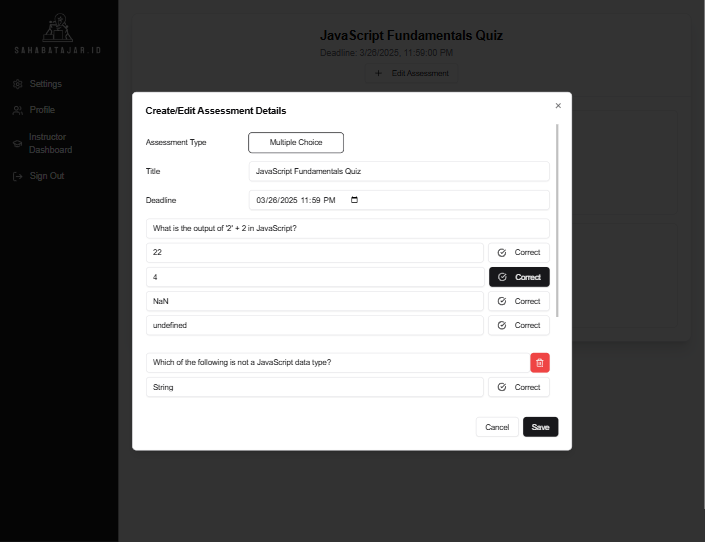 SAHABATAJAR.ID
Settings
Profile
Instructor
Dashboard
Sign Out
JavaScript Fundamentals Quiz
Deadline: 3/26/2025, 11:59:00 PM
+ Edit Assessment
Create/Edit Assessment Details
×
Assessment Type Multiple Choice
Title JavaScript Fundamentals Quiz
Deadline 03/26/2025 11:59 PM
What is the output of '2' + 2 in JavaScript?
22 Correct
4 Correct
NaN Correct
undefined Correct
Which of the following is not a JavaScript data type?
String Correct
Cancel Save